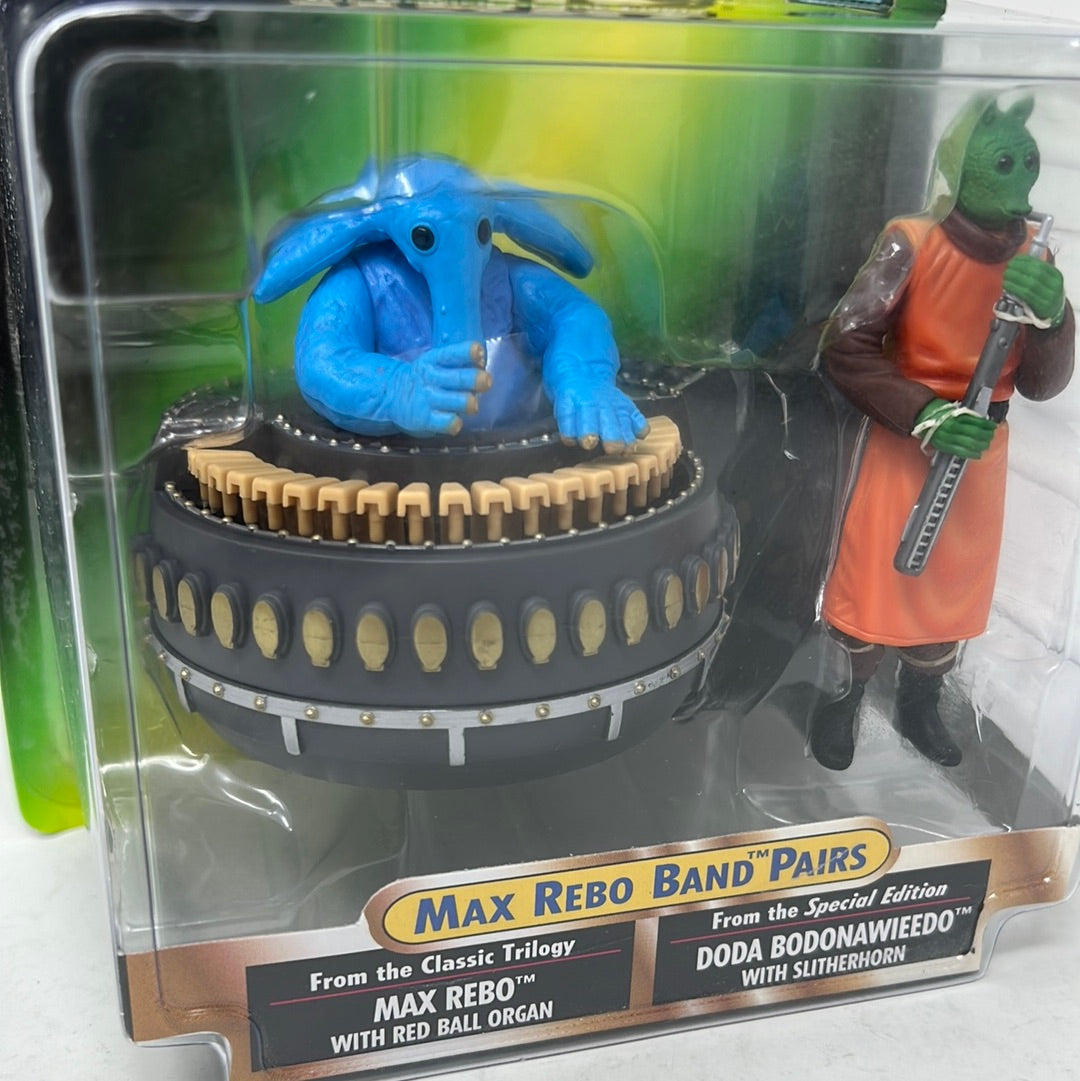 MAX REBO BAND™ PAIRS
From the Classic Trilogy
MAX REBO™
WITH RED BALL ORGAN
From the Special Edition
DODA BODONAWIEEDO™
WITH SLITHERHORN